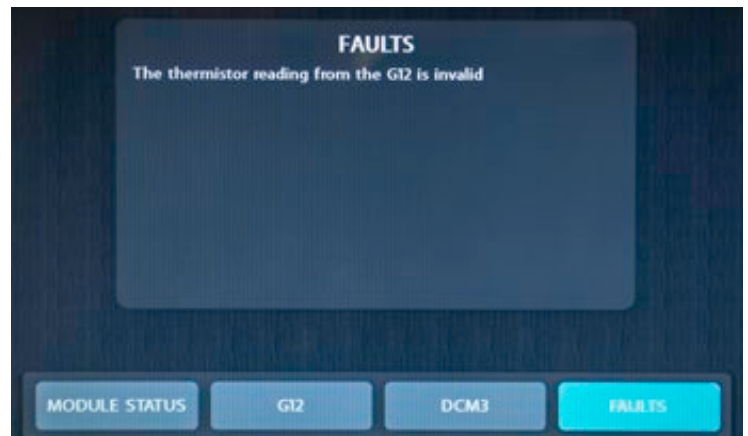 FAULTS
The thermistor reading from the G12 is invalid
MODULE STATUS
G12
DCM3
FAULTS